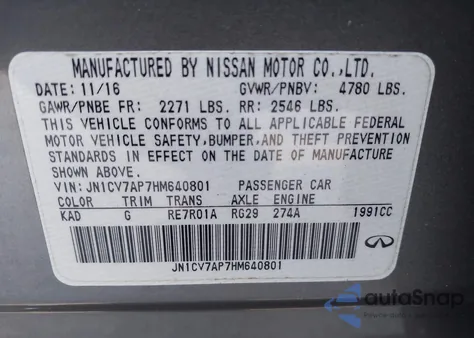 MANUFACTURED BY NISSAN MOTOR CO.,LTD.
DATE: 11/16 GVWR/PNBV: 4780 LBS.
GAWR/PNBE FR: 2271 LBS. RR: 2546 LBS.
THIS VEHICLE CONFORMS TO ALL APPLICABLE FEDERAL
MOTOR VEHICLE SAFETY, BUMPER, AND THEFT PREVENTION
STANDARDS IN EFFECT ON THE DATE OF MANUFACTURE
SHOWN ABOVE.
VIN: JN1CV7AP7HM640801 PASSENGER CAR
COLOR TRIM TRANS AXLE ENGINE
KAD G RE7R01A RG29 274A 1991CC
JN1CV7AP7HM640801
autoSnap